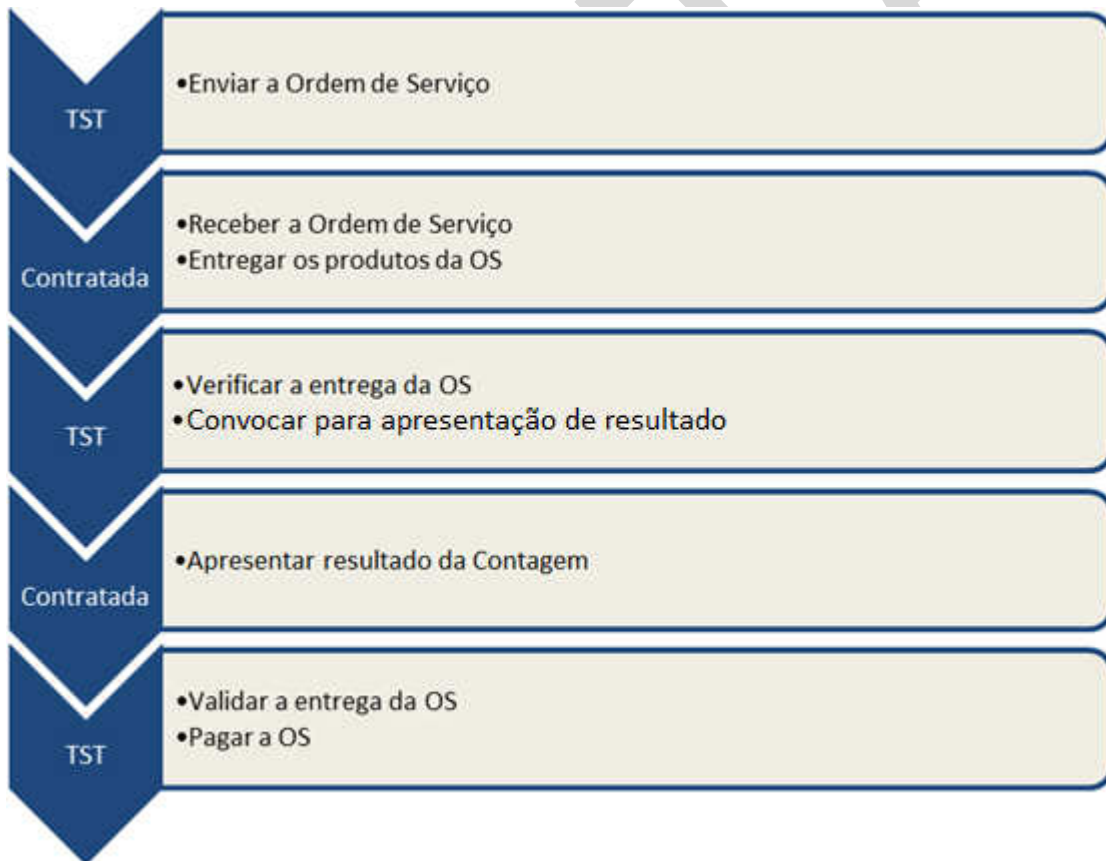 TST
•Enviar a Ordem de Serviço
Contratada
•Receber a Ordem de Serviço
•Entregar os produtos da OS
TST
•Verificar a entrega da OS
•Convocar para apresentação de resultado
Contratada
•Apresentar resultado da Contagem
TST
•Validar a entrega da OS
•Pagar a OS